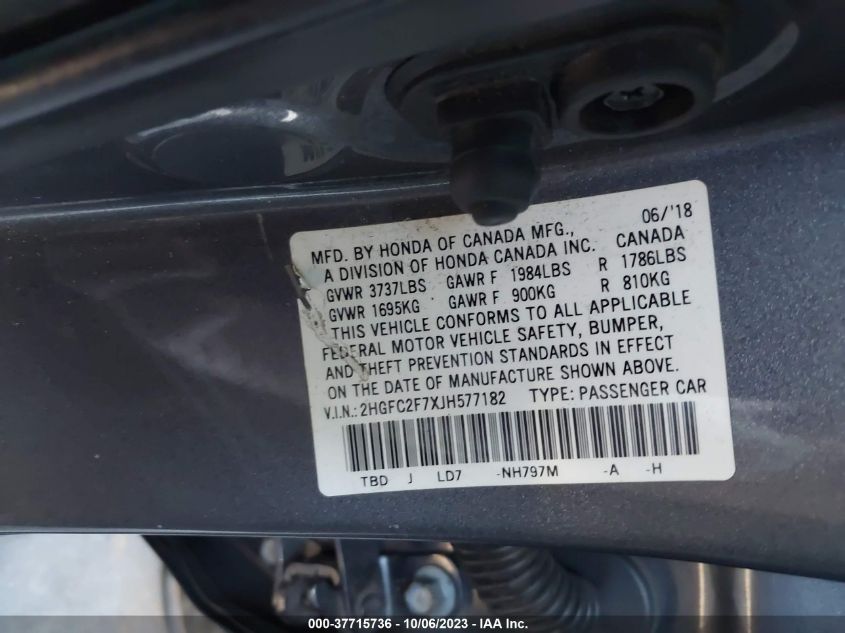 06/'18
MFD. BY HONDA OF CANADA MFG.,
A DIVISION OF HONDA CANADA INC. CANADA
GVWR 3737LBS GAWR F 1984LBS R 1786LBS
GVWR 1695KG GAWR F 900KG R 810KG
THIS VEHICLE CONFORMS TO ALL APPLICABLE
FEDERAL MOTOR VEHICLE SAFETY, BUMPER,
AND THEFT PREVENTION STANDARDS IN EFFECT
ON THE DATE OF MANUFACTURE SHOWN ABOVE.
V.I.N.:2HGFC2F7XJH577182 TYPE: PASSENGER CAR
TBD J LD7 -NH797M -A -H
000-37715736 - 10/06/2023 - IAA Inc.